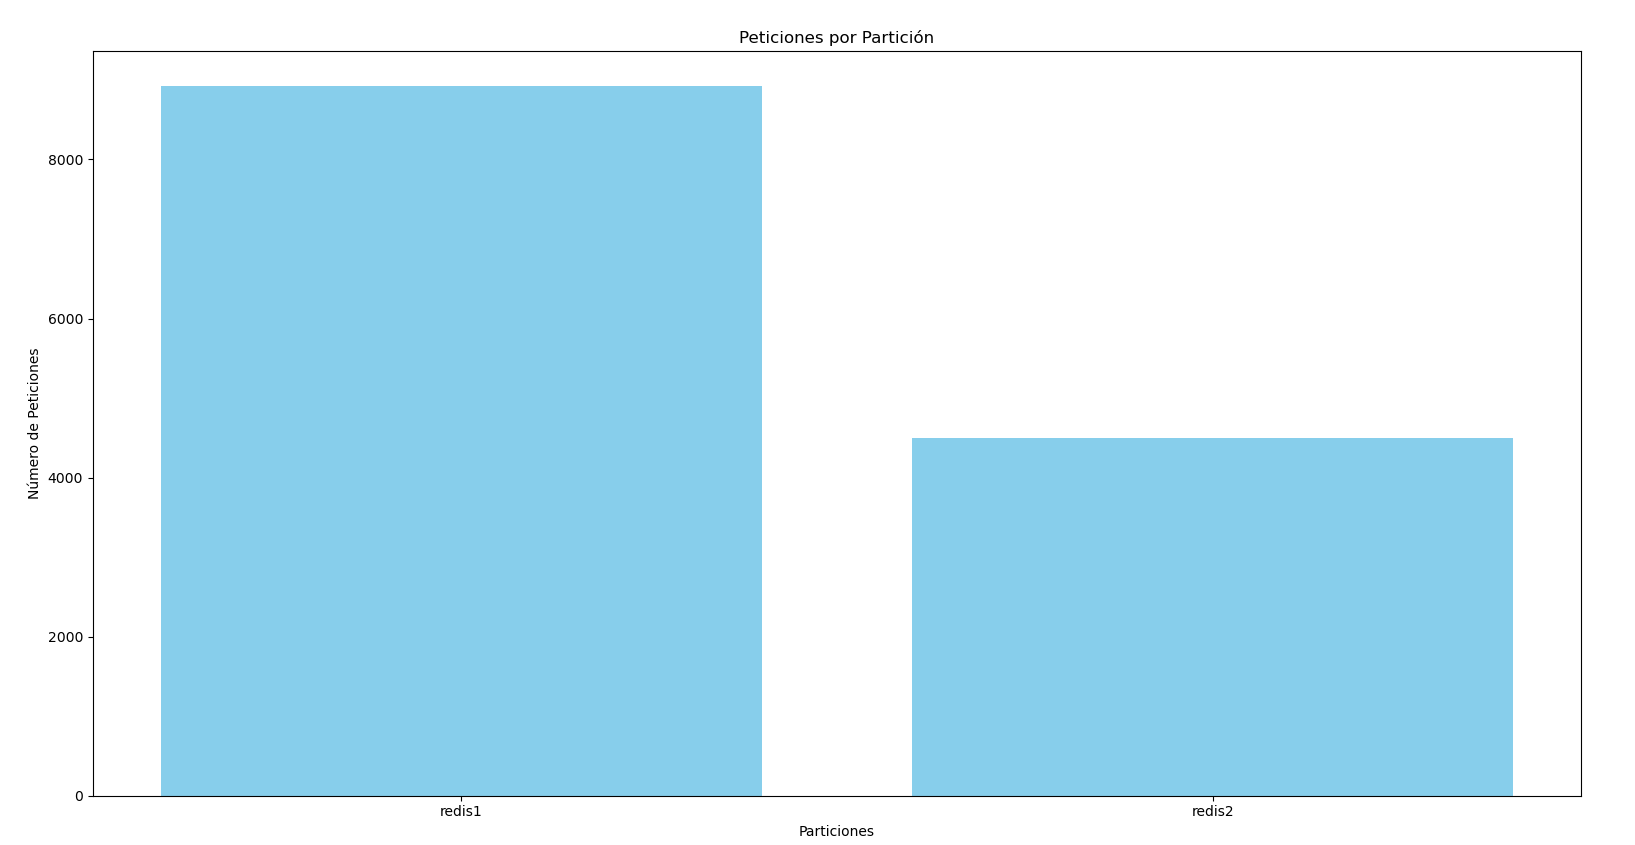 Peticiones por Partición
Número de Peticiones
8000
6000
4000
2000
0
redis1
redis2
Particiones